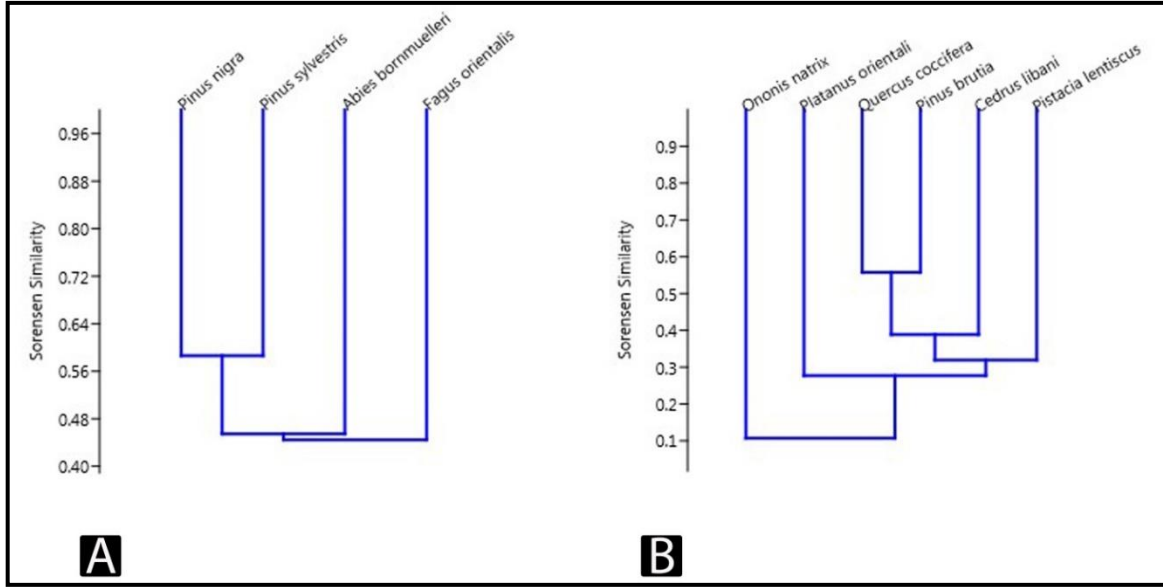 Pinus nigra
Pinus sylvestris
Abies bornmuelleri
Fagus orientalis
Sorensen Similarity
0.96
0.88
0.80
0.72
0.64
0.56
0.48
0.40
A
Ononis natrix
Platanus orientali
Quercus coccifera
Pinus brutia
Cedrus libani
Pistacia lentiscus
Sorensen Similarity
0.9
0.8
0.7
0.6
0.5
0.4
0.3
0.2
0.1
B